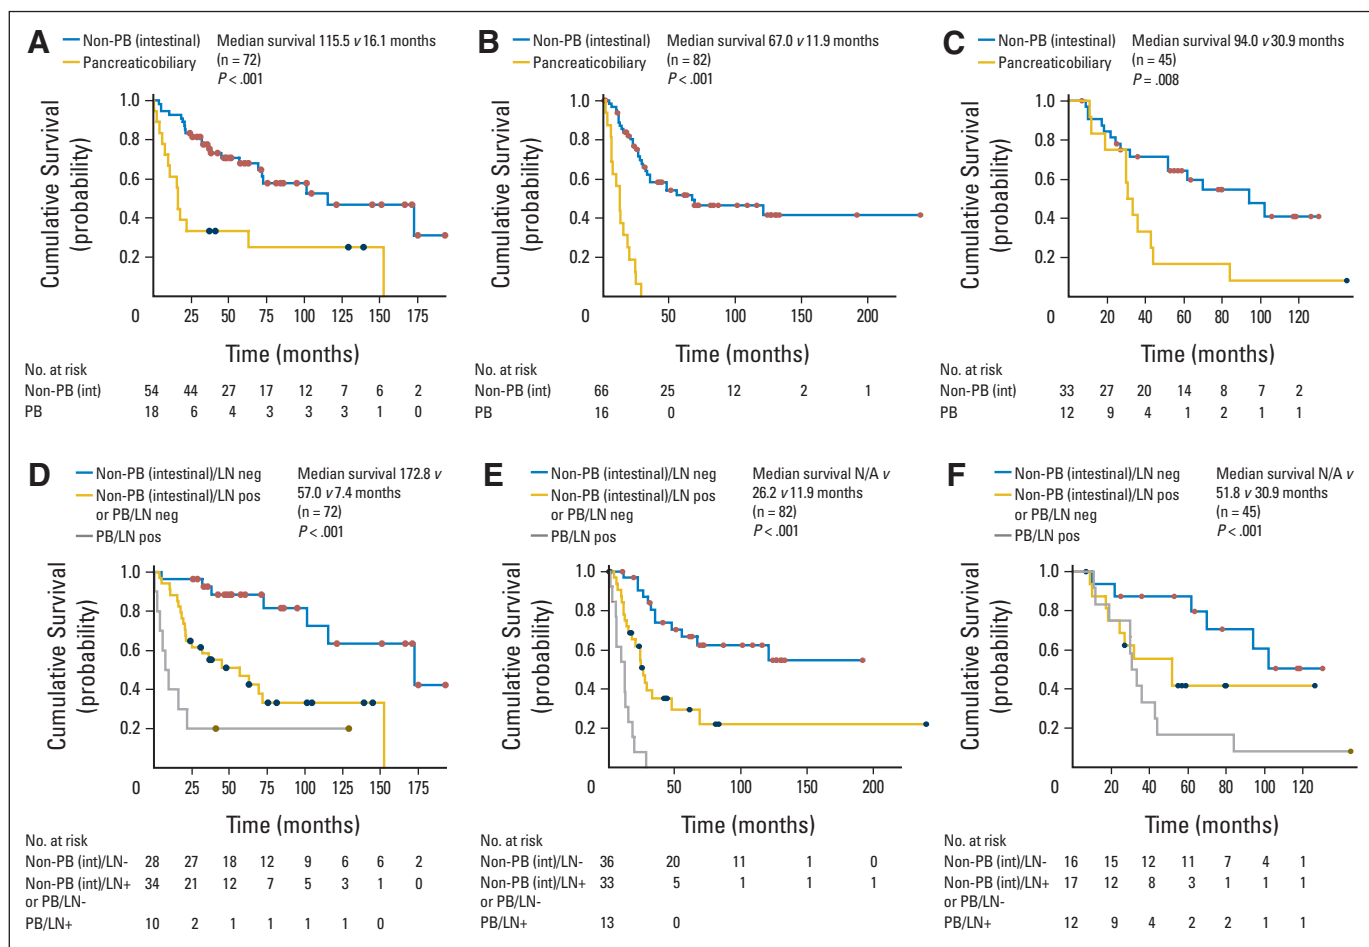 A
Non-PB (intestinal)
Pancreaticobiliary
Median survival 115.5 v 16.1 months
(n = 72)
P < .001
Cumulative Survival
(probability)
1.0
0.8
0.6
0.4
0.2
0 25 50 75 100 125 150 175
Time (months)
No. at risk
Non-PB (int) 54 44 27 17 12 7 6 2
PB 18 6 4 3 3 3 1 0
B
Non-PB (intestinal)
Pancreaticobiliary
Median survival 67.0 v 11.9 months
(n = 82)
P < .001
Cumulative Survival
(probability)
1.0
0.8
0.6
0.4
0.2
0 50 100 150 200
Time (months)
No. at risk
Non-PB (int) 66 25 12 2 1
PB 16 0
C
Non-PB (intestinal)
Pancreaticobiliary
Median survival 94.0 v 30.9 months
(n = 45)
P = .008
Cumulative Survival
(probability)
1.0
0.8
0.6
0.4
0.2
0 20 40 60 80 100 120
Time (months)
No. at risk
Non-PB (int) 33 27 20 14 8 7 2
PB 12 9 4 1 2 1 1
D
Non-PB (intestinal)/LN neg
Non-PB (intestinal)/LN pos
or PB/LN neg
PB/LN pos
Median survival 172.8 v
57.0 v 7.4 months
(n = 72)
P < .001
Cumulative Survival
(probability)
1.0
0.8
0.6
0.4
0.2
0 25 50 75 100 125 150 175
Time (months)
No. at risk
Non-PB (int)/LN- 28 27 18 12 9 6 6 2
Non-PB (int)/LN+ 34 21 12 7 5 3 1 0
or PB/LN-
PB/LN+ 10 2 1 1 1 1 0
E
Non-PB (intestinal)/LN neg
Non-PB (intestinal)/LN pos
or PB/LN neg
PB/LN pos
Median survival N/A v
26.2 v 11.9 months
(n = 82)
P < .001
Cumulative Survival
(probability)
1.0
0.8
0.6
0.4
0.2
0 50 100 150 200
Time (months)
No. at risk
Non-PB (int)/LN- 36 20 11 1 0
Non-PB (int)/LN+ 33 5 1 1 1
or PB/LN-
PB/LN+ 13 0
F
Non-PB (intestinal)/LN neg
Non-PB (intestinal)/LN pos
or PB/LN neg
PB/LN pos
Median survival N/A v
51.8 v 30.9 months
(n = 45)
P < .001
Cumulative Survival
(probability)
1.0
0.8
0.6
0.4
0.2
0 20 40 60 80 100 120
Time (months)
No. at risk
Non-PB (int)/LN- 16 15 12 11 7 4 1
Non-PB (int)/LN+ 17 12 8 3 1 1 1
or PB/LN-
PB/LN+ 12 9 4 2 2 1 1